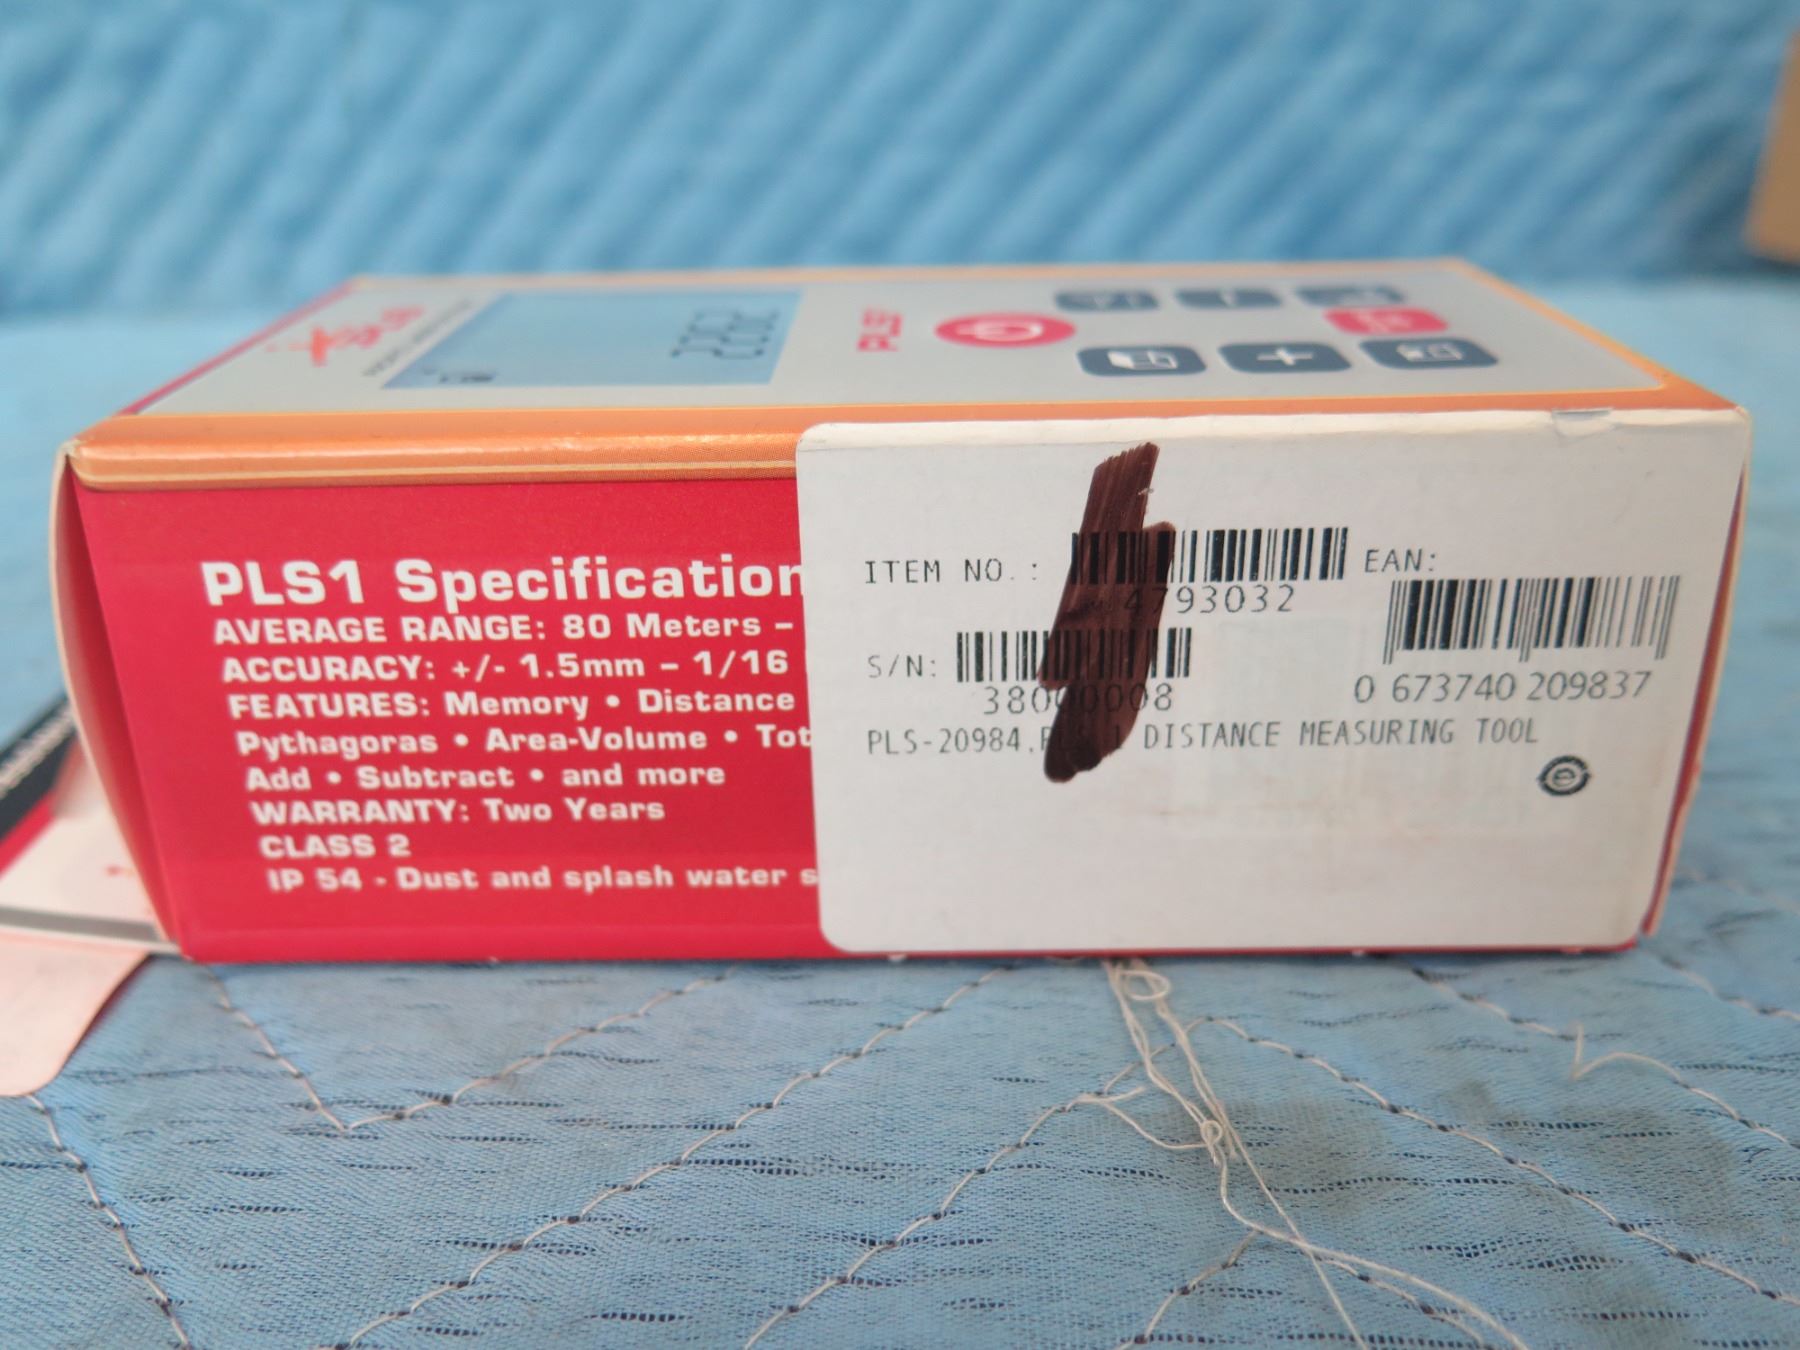 PLS1
PLS1 Specification
AVERAGE RANGE: 80 Meters –
ACCURACY: +/- 1.5mm – 1/16
FEATURES: Memory • Distance
Pythagoras • Area-Volume • Tot
Add • Subtract • and more
WARRANTY: Two Years
CLASS 2
IP 54 - Dust and splash water s
ITEM NO.:
4793032
EAN:
S/N:
38000008
0 673740 209837
PLS-20984, DISTANCE MEASURING TOOL